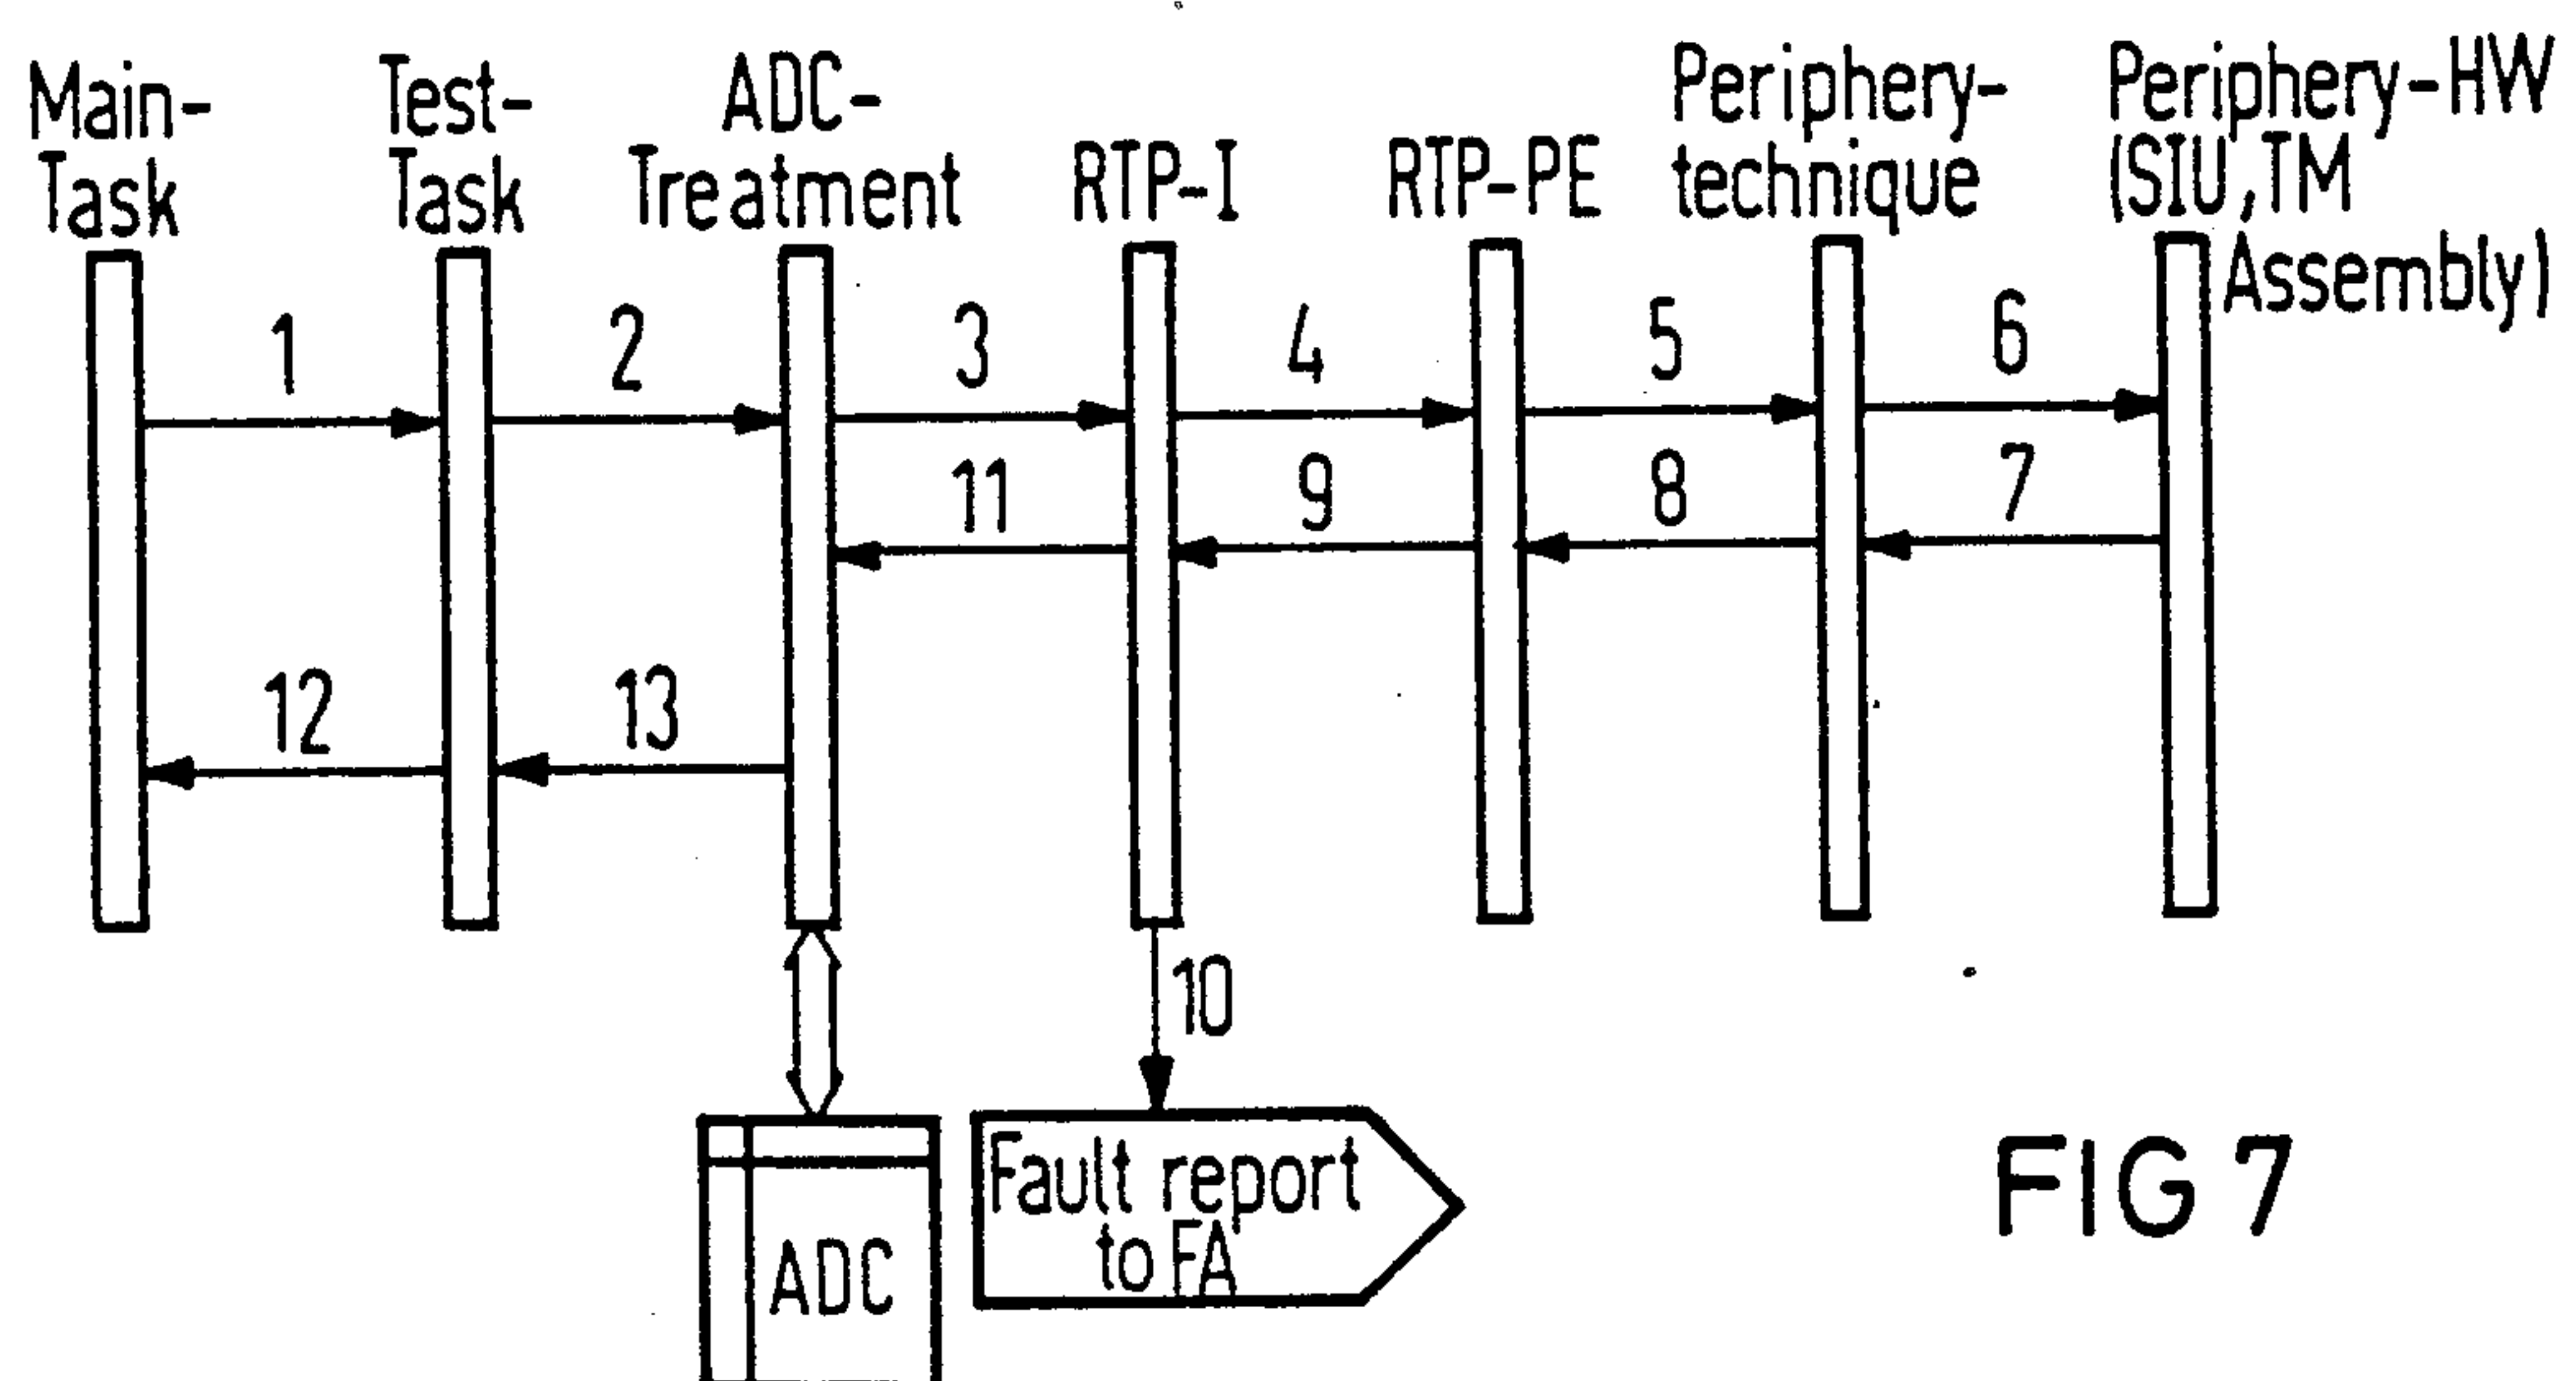 Main-
Task
Test-
Task
ADC-
Treatment
RTP-I
RTP-PE
Periphery-
technique
Periphery-HW
(SIU,TM
Assembly)
1
2
3
4
5
6
11
9
8
7
12
13
10
Fault report
to FA
ADC
FIG 7